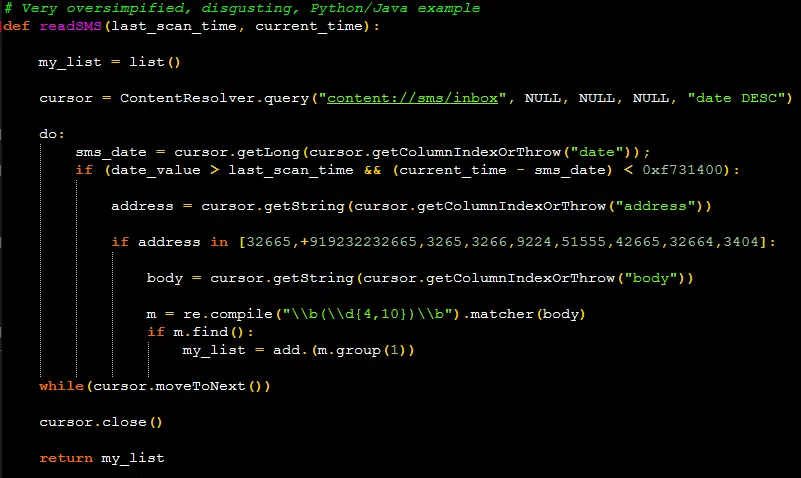 # Very oversimpified, disgusting, Python/Java example
def readSMS(last_scan_time, current_time):
my_list = list()
cursor = ContentResolver.query("content://sms/inbox", NULL, NULL, NULL, "date DESC")
do:
sms_date = cursor.getLong(cursor.getColumnIndexOrThrow("date"));
if (date_value > last_scan_time && (current_time - sms_date) < 0xf731400):
address = cursor.getString(cursor.getColumnIndexOrThrow("address"))
if address in [32665,+919232232665,3265,3266,9224,51555,42665,32664,3404]:
body = cursor.getString(cursor.getColumnIndexOrThrow("body"))
m = re.compile("\\b(\\d{4,10})\\b").matcher(body)
if m.find():
my_list = add.(m.group(1))
while(cursor.moveToNext())
cursor.close()
return my_list